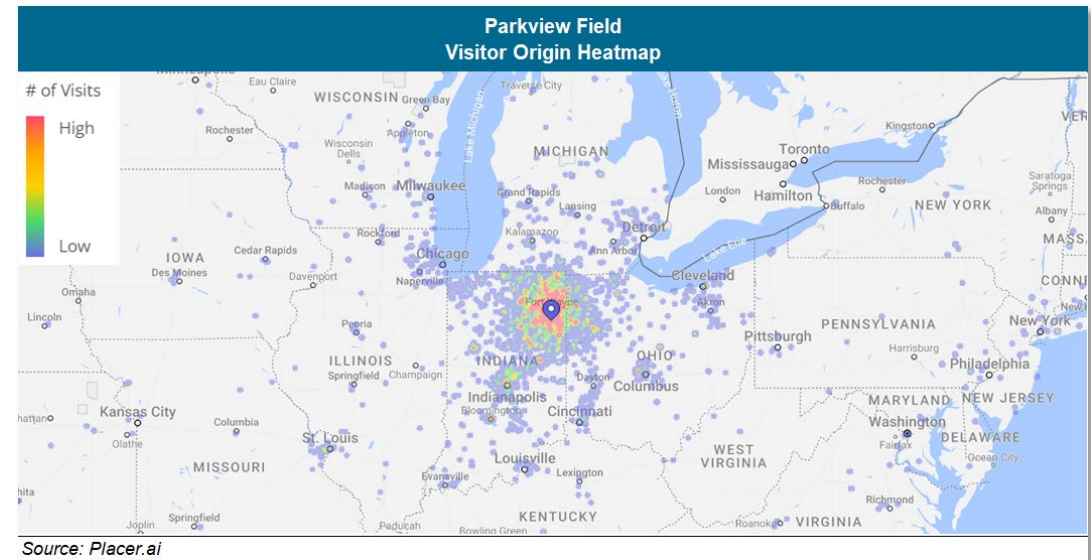 Parkview Field
Visitor Origin Heatmap
# of Visits
High
Low
Eau Claire
Traverse City
WISCONSIN
Green Bay
Lake Michigan
Rochester
Appleton
Wisconsin
Dells
MICHIGAN
Kingston
Toronto
Mississauga
Madison
Milwaukee
Grand Rapids
Lansing
London
Hamilton
Rochester
Saratoga
Springs
Buffalo
NEW YORK
Albany
Rockford
Kalamazoo
Detroit
Ann Arbor
Lake Erie
MASS
IOWA
Cedar Rapids
Chicago
Des Moines
Davenport
Naperville
Cleveland
CONNI
Omaha
Fort Wayne
Akron
Lincoln
Peoria
PENNSYLVANIA
New York
Pittsburgh
ILLINOIS
INDIANA
OHIO
Harrisburg
Springfield
Champaign
Dayton
Columbus
Philadelphia
Indianapolis
MARYLAND
NEW JERSEY
Kansas City
Bloomington
Cincinnati
Columbia
Washington
Olathe
St. Louis
Fairfax
DELAWARE
MISSOURI
Louisville
WEST
VIRGINIA
Ocean City
Evansville
Lexington
Richmond
Joplin
Springfield
Paducah
KENTUCKY
Bowling Green
Roanoke
VIRGINIA
Source: Placer.ai